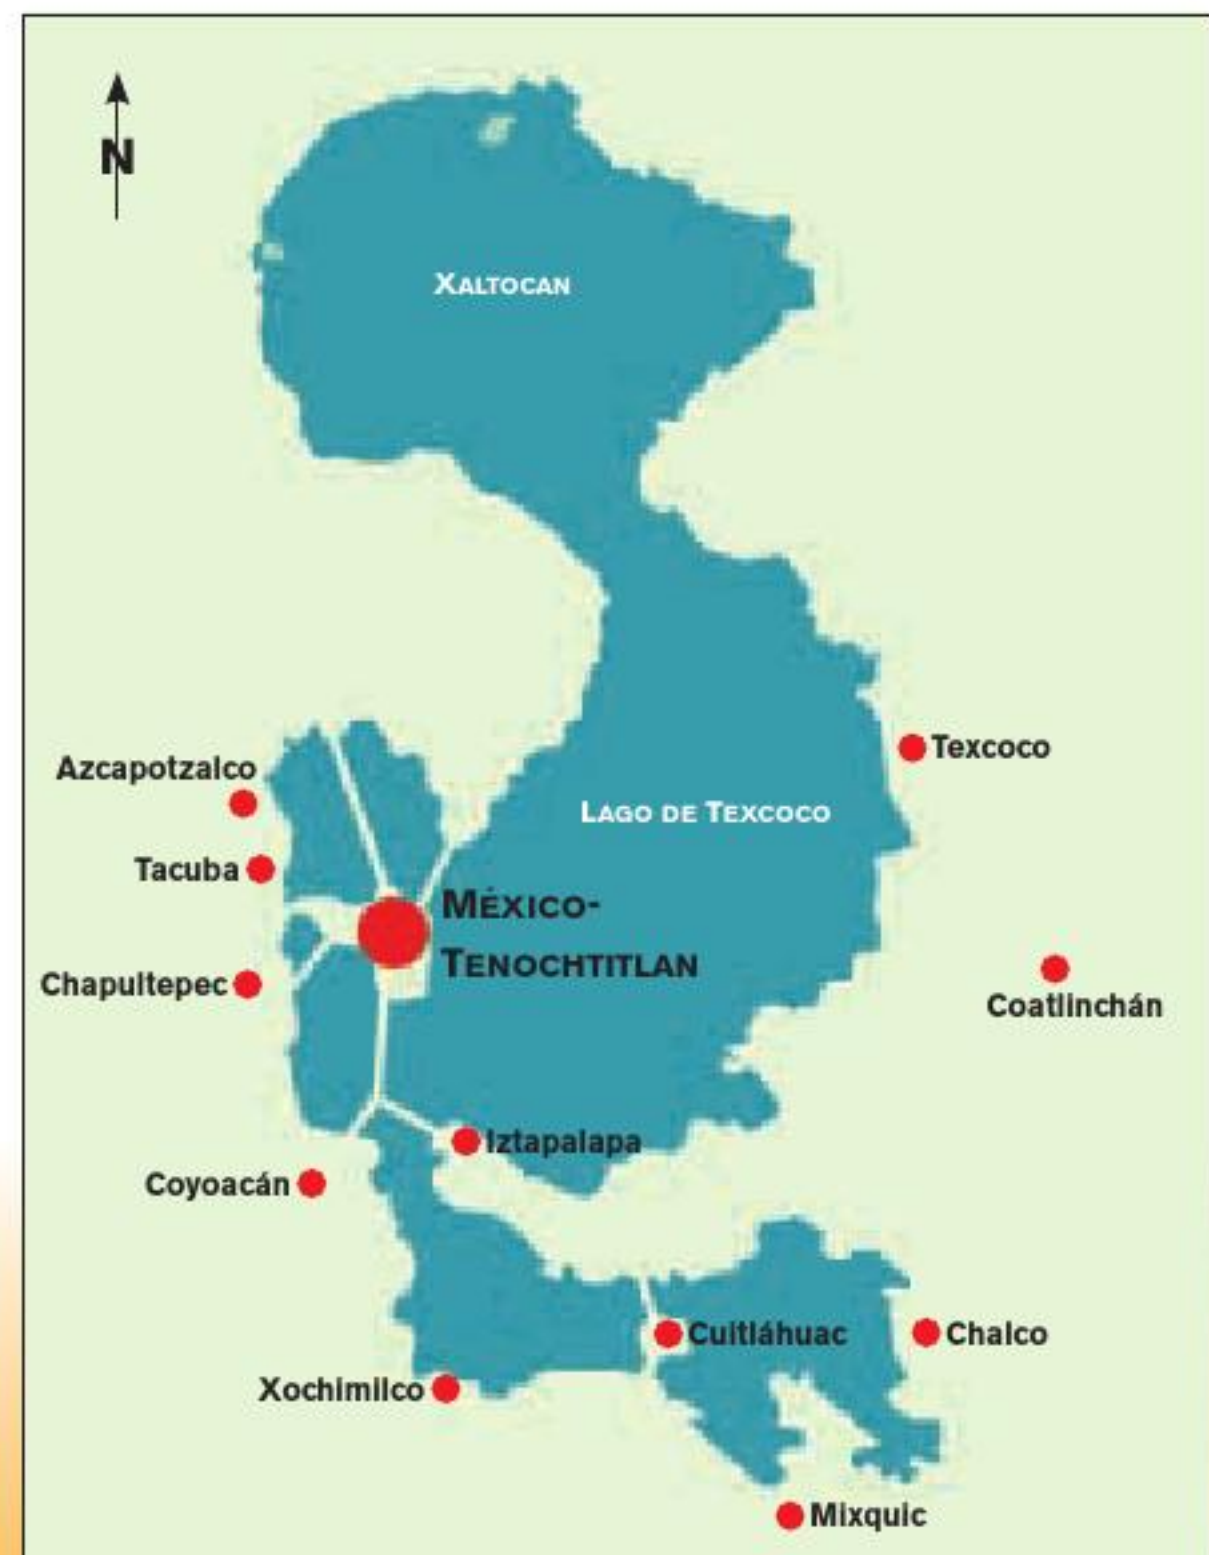 N
XALTOCAN
Azcapotzalco
Texcoco
LAGO DE TEXCOCO
Tacuba
MÉXICO-
TENOCHTITLAN
Chapultepec
Coatlinchán
Iztapalapa
Coyoacán
Cuitláhuac
Chalco
Xochimilco
Mixquic